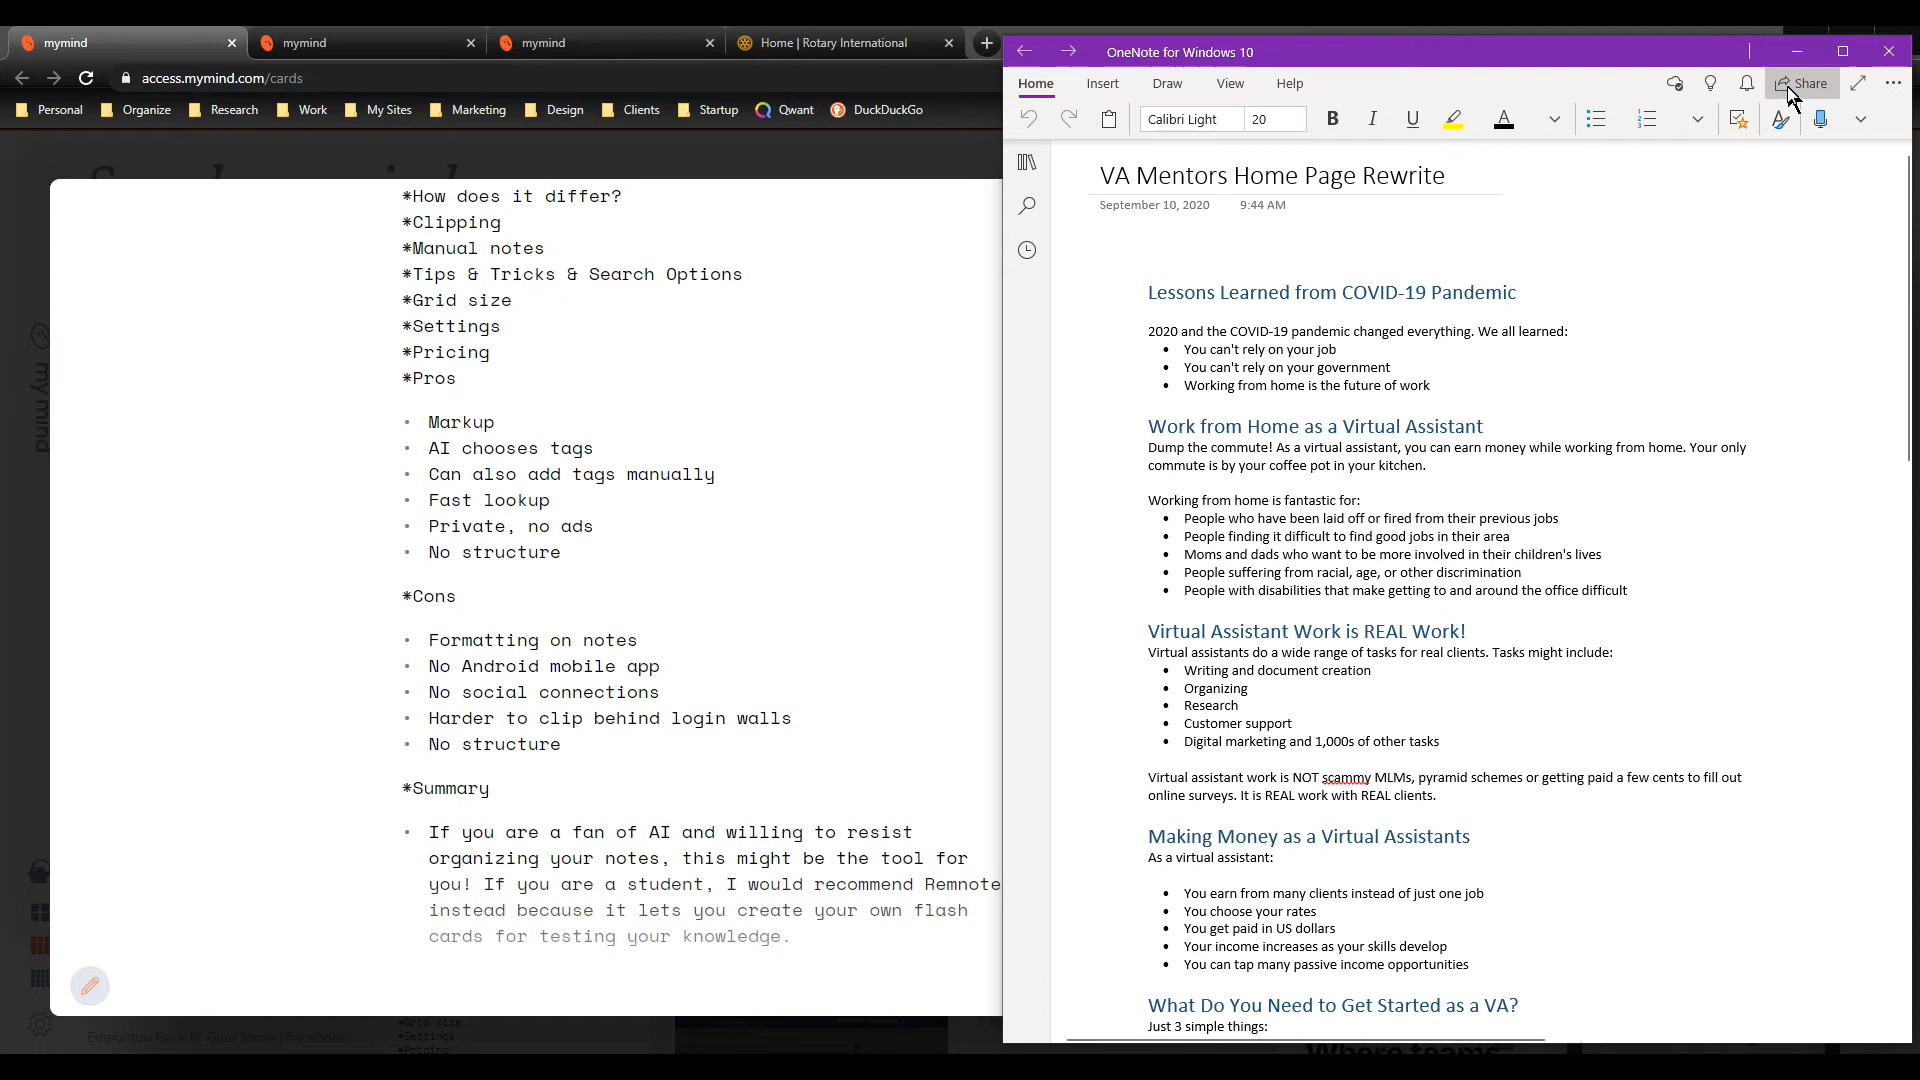 mymind
mymind
mymind
Home | Rotary International
access.mymind.com/cards
Personal
Organize
Research
Work
My Sites
Marketing
Design
Clients
Startup
Qwant
DuckDuckGo
mymind
*How does it differ?
*Clipping
*Manual notes
*Tips & Tricks & Search Options
*Grid size
*Settings
*Pricing
*Pros
• Markup
• AI chooses tags
• Can also add tags manually
• Fast lookup
• Private, no ads
• No structure
*Cons
• Formatting on notes
• No Android mobile app
• No social connections
• Harder to clip behind login walls
• No structure
*Summary
• If you are a fan of AI and willing to resist
organizing your notes, this might be the tool for
you! If you are a student, I would recommend Remnote
instead because it lets you create your own flash
cards for testing your knowledge.
*Grid size
*Settings
*Pricing
OneNote for Windows 10
Home
Insert
Draw
View
Help
Share
Calibri Light
20
B
I
U
A
VA Mentors Home Page Rewrite
September 10, 2020 9:44 AM
Lessons Learned from COVID-19 Pandemic
2020 and the COVID-19 pandemic changed everything. We all learned:
• You can't rely on your job
• You can't rely on your government
• Working from home is the future of work
Work from Home as a Virtual Assistant
Dump the commute! As a virtual assistant, you can earn money while working from home. Your only
commute is by your coffee pot in your kitchen.
Working from home is fantastic for:
• People who have been laid off or fired from their previous jobs
• People finding it difficult to find good jobs in their area
• Moms and dads who want to be more involved in their children's lives
• People suffering from racial, age, or other discrimination
• People with disabilities that make getting to and around the office difficult
Virtual Assistant Work is REAL Work!
Virtual assistants do a wide range of tasks for real clients. Tasks might include:
• Writing and document creation
• Organizing
• Research
• Customer support
• Digital marketing and 1,000s of other tasks
Virtual assistant work is NOT scammy MLMs, pyramid schemes or getting paid a few cents to fill out
online surveys. It is REAL work with REAL clients.
Making Money as a Virtual Assistants
As a virtual assistant:
• You earn from many clients instead of just one job
• You choose your rates
• You get paid in US dollars
• Your income increases as your skills develop
• You can tap many passive income opportunities
What Do You Need to Get Started as a VA?
Just 3 simple things:
Where teams